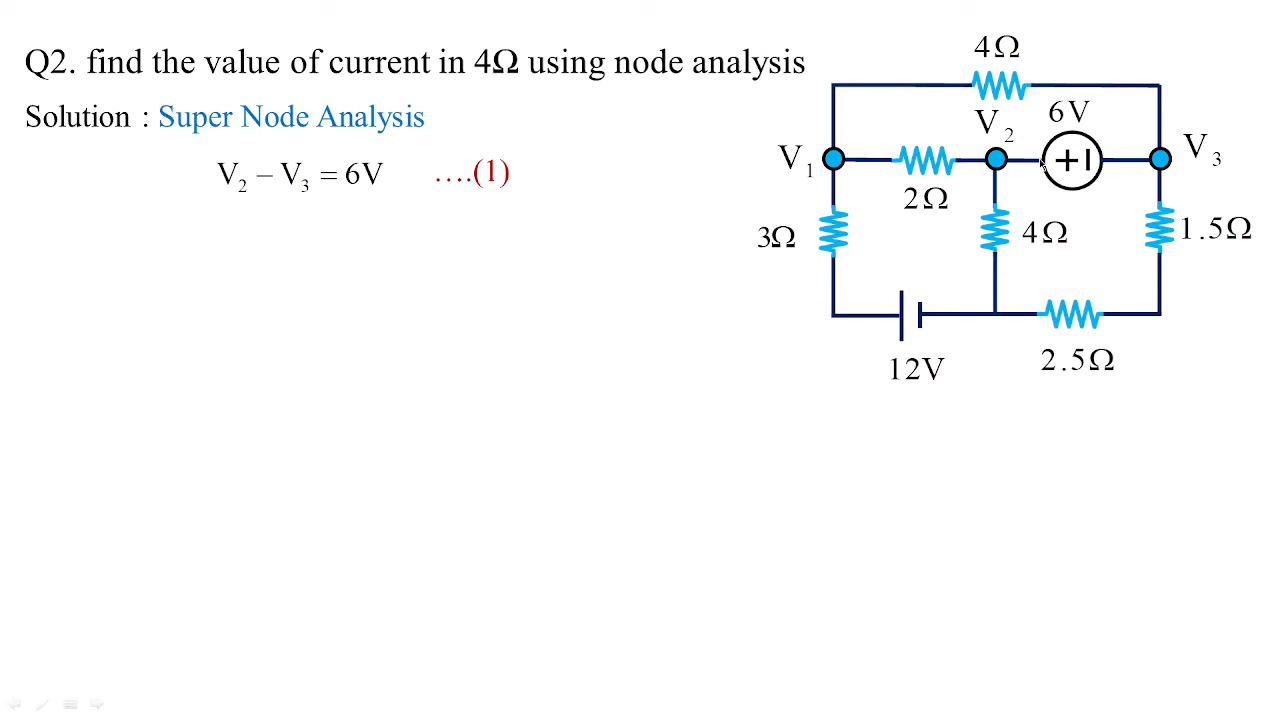 Q2. find the value of current in 4Ω using node analysis
Solution : Super Node Analysis
V₂ – V₃ = 6V ….(1)
4Ω
6V
V₂
V₁
V₃
2Ω
3Ω
4Ω
1.5Ω
12V
2.5Ω